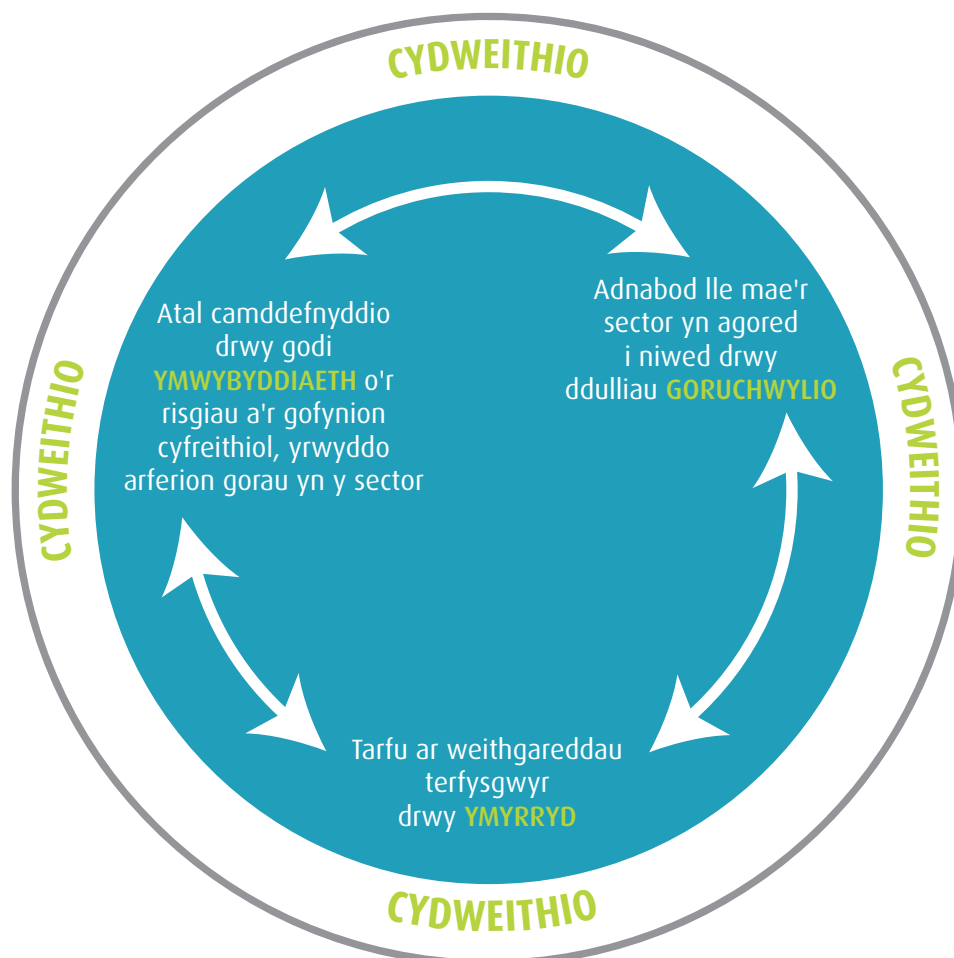 CYDWEITHIO
Atal camddefnyddio
drwy godi
YMWYBYDDIAETH o'r
risgiau a'r gofynion
cyfreithiol, yrwyddo
arferion gorau yn y sector
Adnabod lle mae'r
sector yn agored
i niwed drwy
ddulliau GORUCHWYLIO
CYDWEITHIO
CYDWEITHIO
Tarfu ar weithgareddau
terfysgwyr
drwy YMYRRYD
CYDWEITHIO